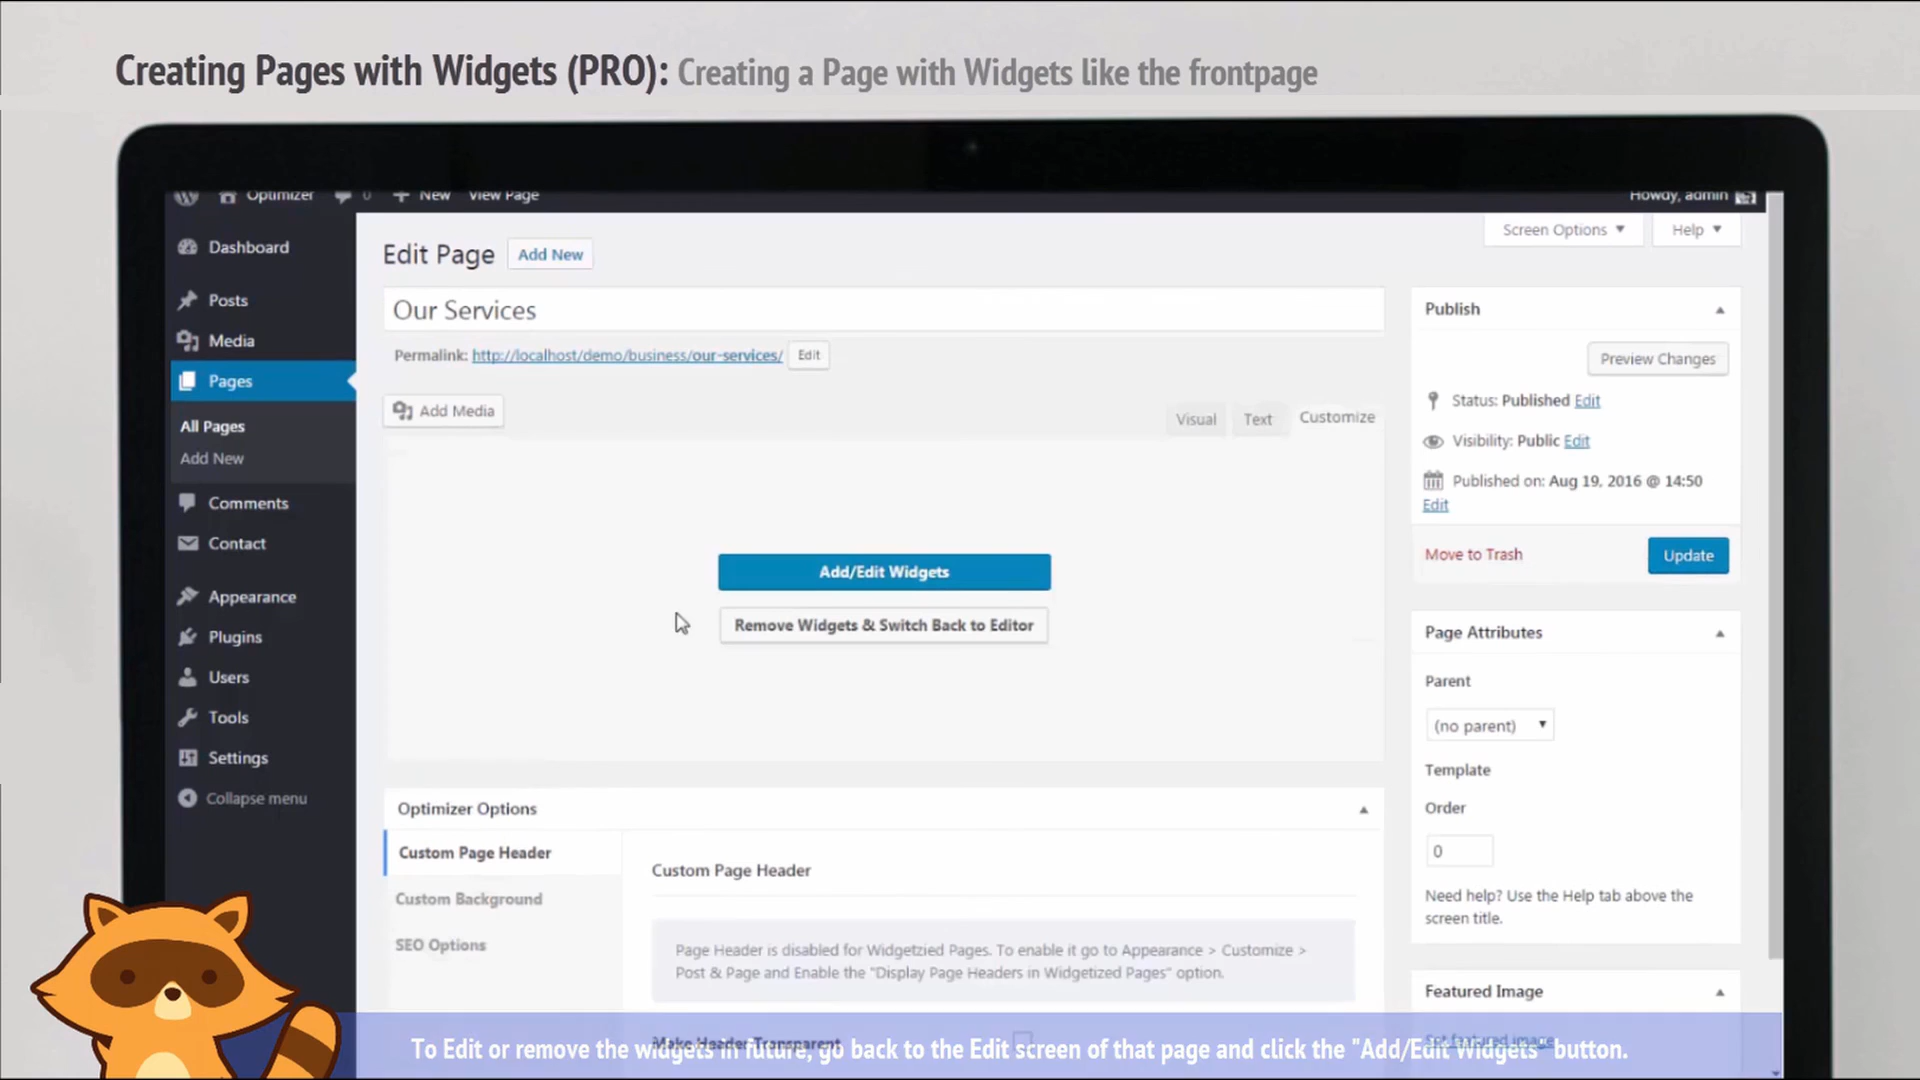 Creating Pages with Widgets (PRO): Creating a Page with Widgets like the frontpage
Optimizer 0 New View Page Howdy, admin
Screen Options Help
Dashboard
Posts
Media
Pages
All Pages
Add New
Comments
Contact
Appearance
Plugins
Users
Tools
Settings
Collapse menu
Edit Page Add New
Our Services
Permalink: http://localhost/demo/business/our-services/ Edit
Add Media Visual Text Customize
Add/Edit Widgets
Remove Widgets & Switch Back to Editor
Optimizer Options
Custom Page Header
Custom Background
SEO Options
Custom Page Header
Page Header is disabled for Widgetzied Pages. To enable it go to Appearance > Customize >
Post & Page and Enable the "Display Page Headers in Widgetized Pages" option.
Make Header Transparent
Publish
Preview Changes
Status: Published Edit
Visibility: Public Edit
Published on: Aug 19, 2016 @ 14:50
Edit
Move to Trash Update
Page Attributes
Parent
(no parent)
Template
Order
0
Need help? Use the Help tab above the
screen title.
Featured Image
Set featured image
To Edit or remove the widgets in future, go back to the Edit screen of that page and click the "Add/Edit Widgets" button.